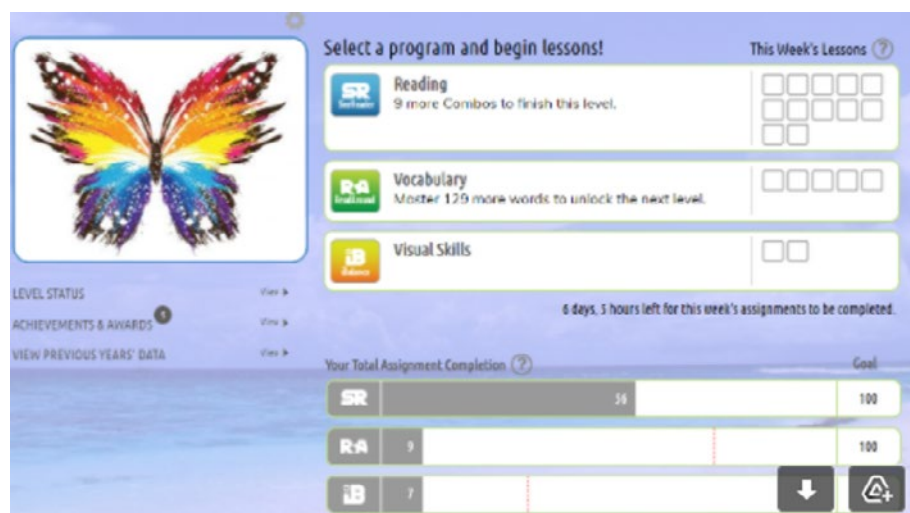 Select a program and begin lessons!
This Week's Lessons ?
SR
Reading
9 more Combos to finish this level.
RA
Vocabulary
Master 129 more words to unlock the next level.
iB
Visual Skills
6 days, 5 hours left for this week's assignments to be completed.
LEVEL STATUS View
ACHIEVEMENTS & AWARDS 1 View
VIEW PREVIOUS YEARS' DATA View
Your Total Assignment Completion ? Goal
SR 56 100
RA 9 100
iB 7